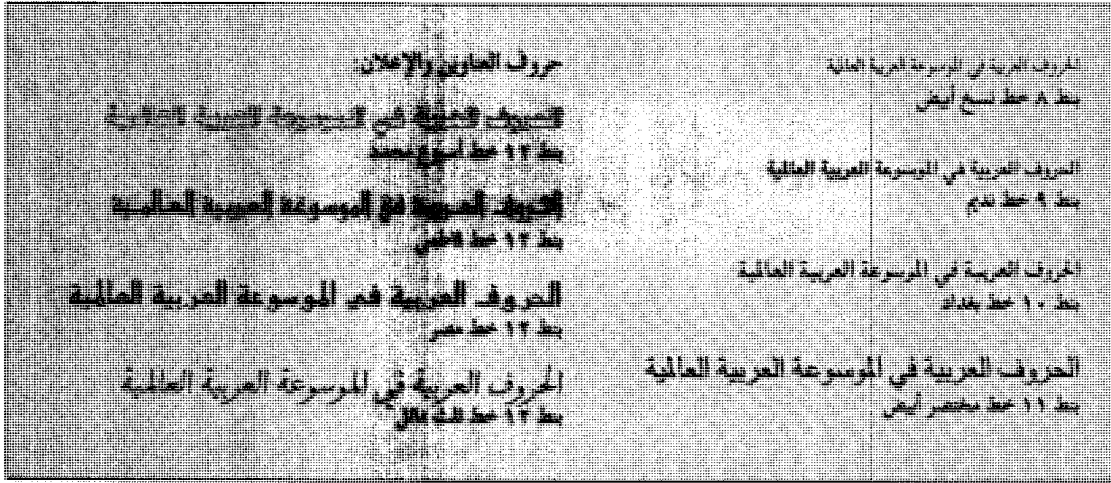 الحروف العربية في الموسوعة العربية العالمية
بنط ٨ خط نسخ أبيض
الحروف العربية في الموسوعة العربية العالمية
بنط ٩ خط نديم
الحروف العربية في الموسوعة العربية العالمية
بنط ١٠ خط بغداد
الحروف العربية في الموسوعة العربية العالمية
بنط ١١ خط مختصر أبيض
حروف العناوين والإعلان:
الحروف العربية في الموسوعة العربية العالمية
بنط ١٢ خط
الحروف العربية في الموسوعة العربية العالمية
بنط ١٢ خط
الحروف العربية في الموسوعة العربية العالمية
بنط ١٢ خط مصر
الحروف العربية في الموسوعة العربية العالمية
بنط ١٢ خط